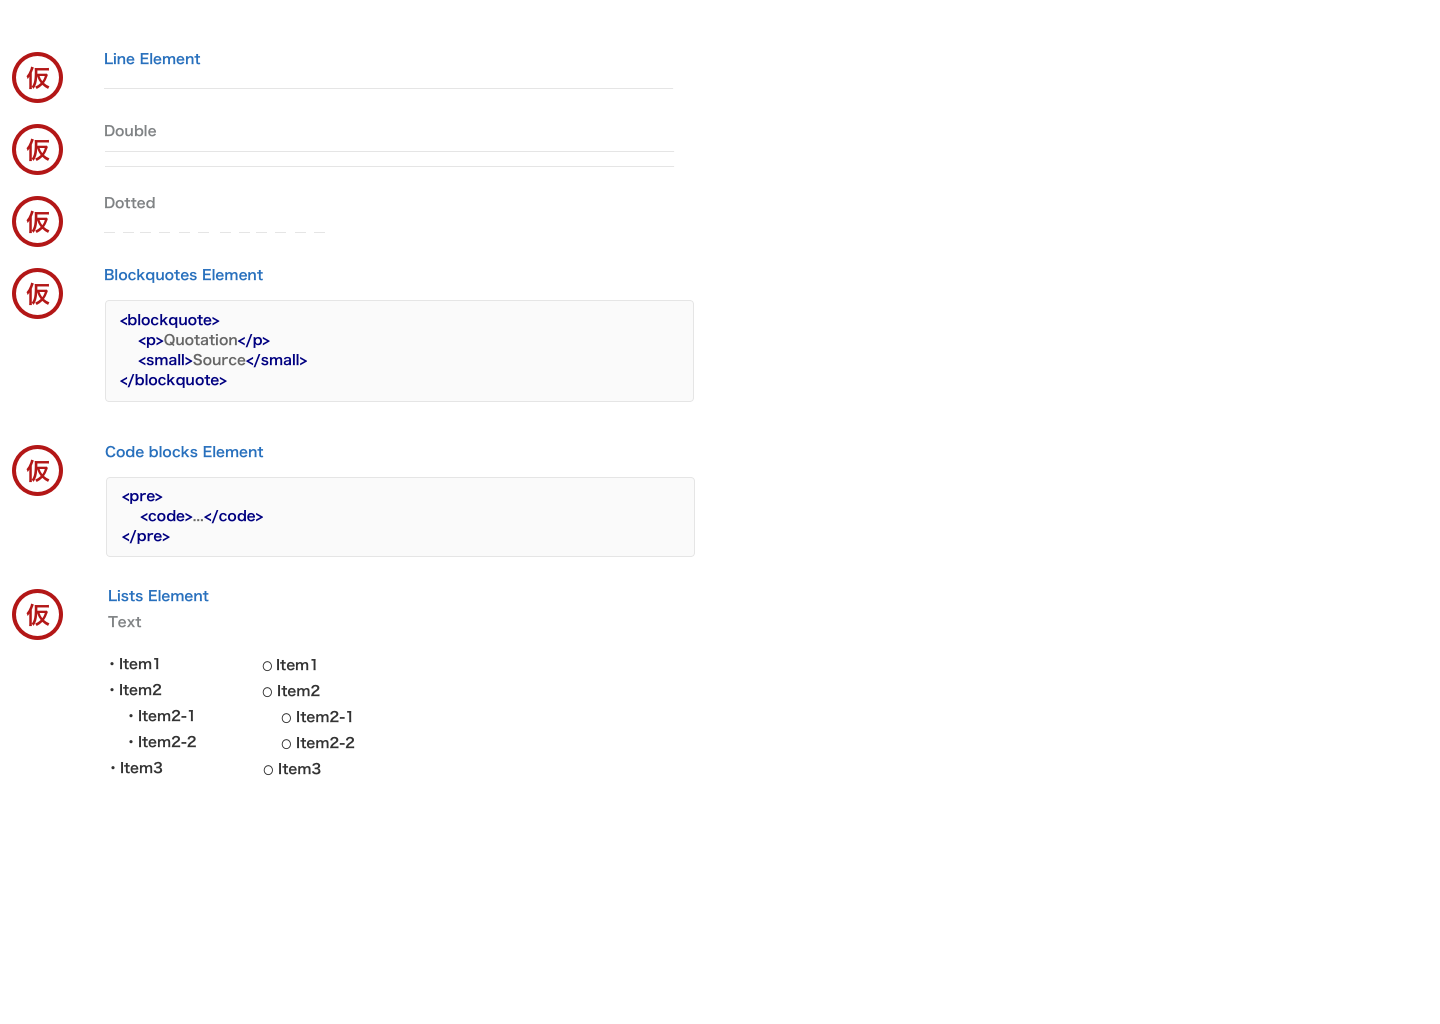 仮 Line Element
仮 Double
仮 Dotted
仮 Blockquotes Element
<blockquote>
<p>Quotation</p>
<small>Source</small>
</blockquote>
仮 Code blocks Element
<pre>
<code>...</code>
</pre>
仮 Lists Element
Text
・Item1
・Item2
・Item2-1
・Item2-2
・Item3
○ Item1
○ Item2
○ Item2-1
○ Item2-2
○ Item3